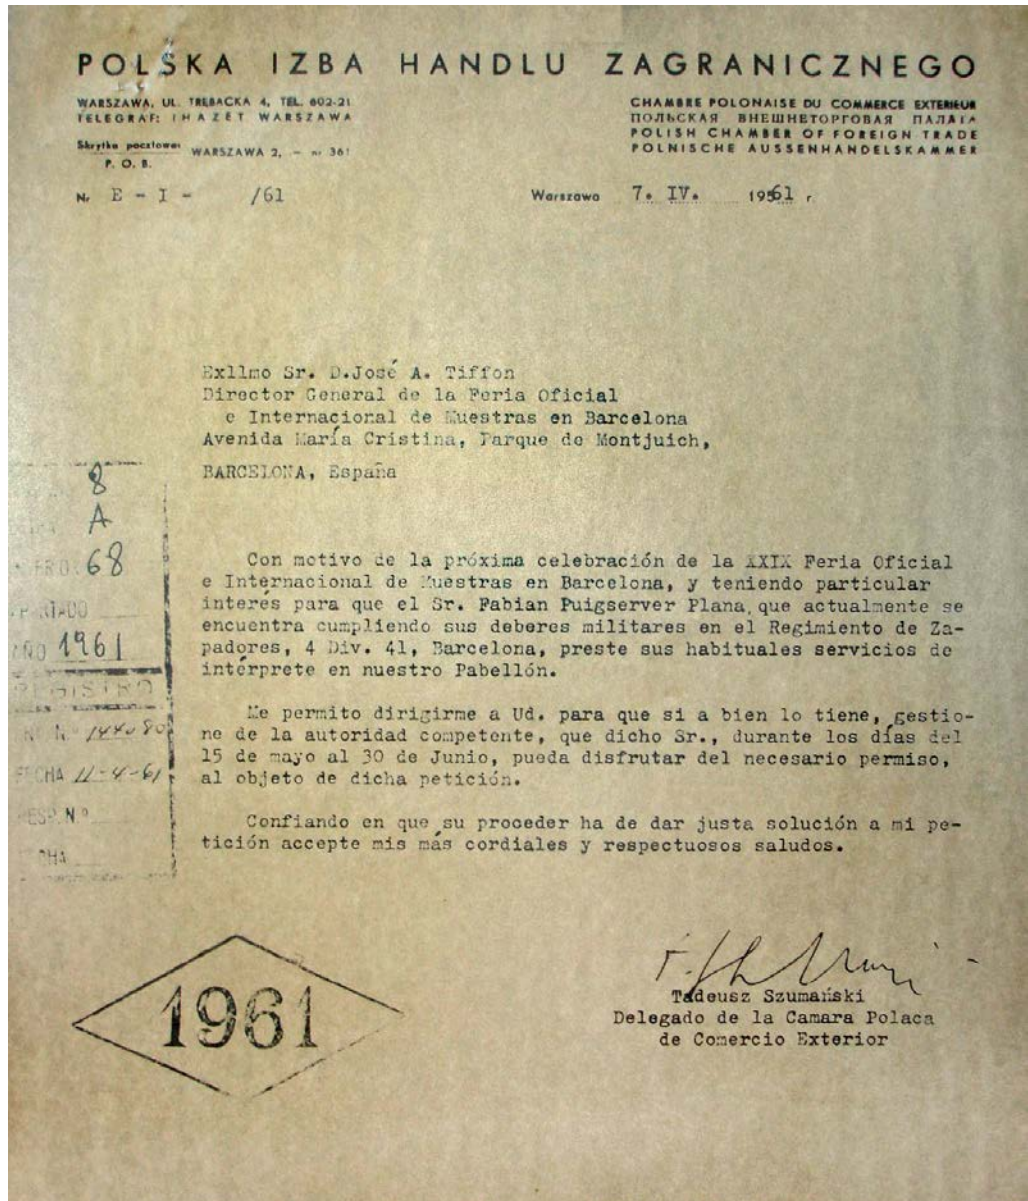 POLSKA IZBA HANDLU ZAGRANICZNEGO
WARSZAWA, UL. TRĘBACKA 4, TEL. 602-21
TELEGRAF: IHAZET WARSZAWA
Skrytka pocztowa: WARSZAWA 2, – nr 361
P. O. B.
CHAMBRE POLONAISE DU COMMERCE EXTERIEUR
ПОЛЬСКАЯ ВНЕШНЕТОРГОВАЯ ПАЛАТА
POLISH CHAMBER OF FOREIGN TRADE
POLNISCHE AUSSENHANDELSKAMMER
Nr E - I - /61
Warszawa 7. IV. 1961 r.
Exllmo Sr. D.José A. Tiffon
Director General de la Feria Oficial
e Internacional de Muestras en Barcelona
Avenida María Cristina, Parque de Montjuich,
BARCELONA, España
8
A
68
1961
REGISTRO
FECHA 11-4-61
Con motivo de la próxima celebración de la XXIX Feria Oficial
e Internacional de Muestras en Barcelona, y teniendo particular
interés para que el Sr. Fabian Puigserver Plana, que actualmente se
encuentra cumpliendo sus deberes militares en el Regimiento de Za-
padores, 4 Div. 41, Barcelona, preste sus habituales servicios de
intérprete en nuestro Pabellón.
Me permito dirigirme a Ud. para que si a bien lo tiene, gestio-
ne de la autoridad competente, que dicho Sr., durante los días del
15 de mayo al 30 de Junio, pueda disfrutar del necesario permiso,
al objeto de dicha petición.
Confiando en que su proceder ha de dar justa solución a mi pe-
tición accepte mis más cordiales y respectuosos saludos.
1961
Tadeusz Szumański
Delegado de la Camara Polaca
de Comercio Exterior